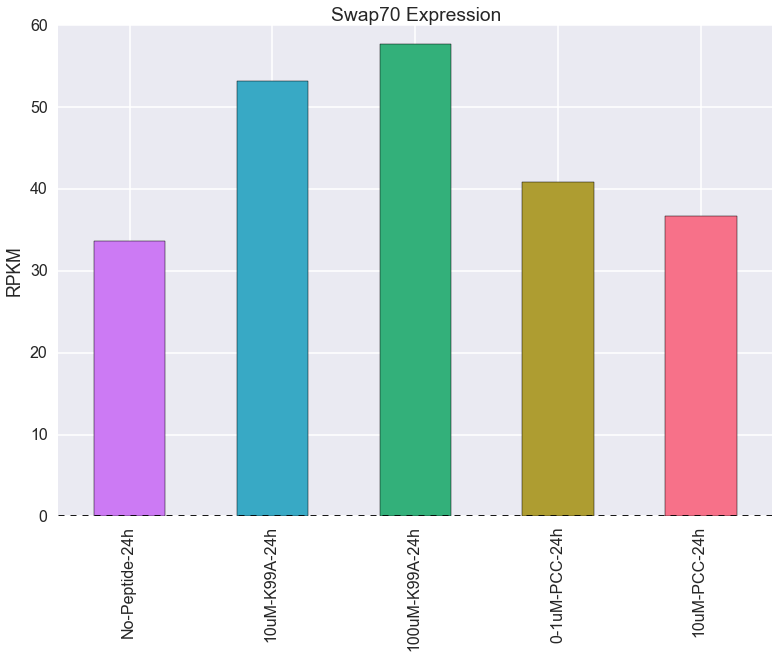 Swap70 Expression
60
50
40
30
20
10
0
RPKM
No-Peptide-24h
10uM-K99A-24h
100uM-K99A-24h
0-1uM-PCC-24h
10uM-PCC-24h